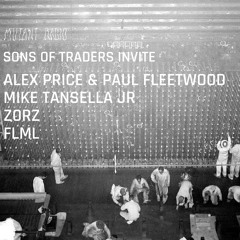 MUTANT RADIO
SONS OF TRADERS INVITE
ALEX PRICE & PAUL FLEETWOOD
MIKE TANSELLA JR
ZORZ
FLML